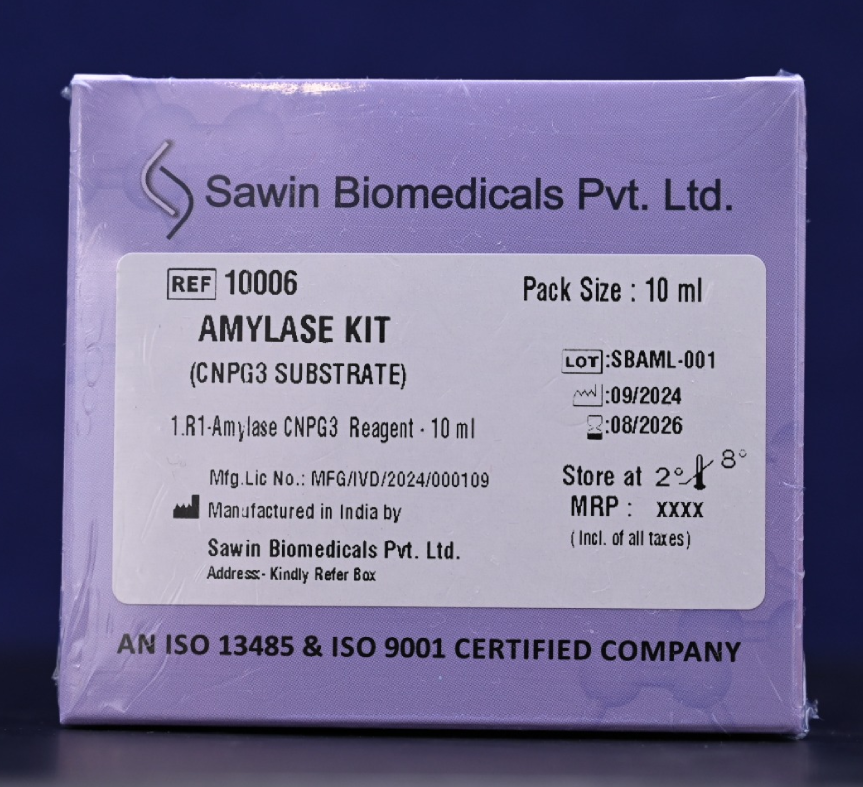 Sawin Biomedicals Pvt. Ltd.
REF 10006
Pack Size : 10 ml
AMYLASE KIT
(CNPG3 SUBSTRATE)
1.R1-Amylase CNPG3 Reagent - 10 ml
LOT :SBAML-001
:09/2024
:08/2026
Mfg.Lic No.: MFG/IVD/2024/000109
Manufactured in India by
Sawin Biomedicals Pvt. Ltd.
Address:- Kindly Refer Box
Store at 2° 8°
MRP : XXXX
(Incl. of all taxes)
AN ISO 13485 & ISO 9001 CERTIFIED COMPANY